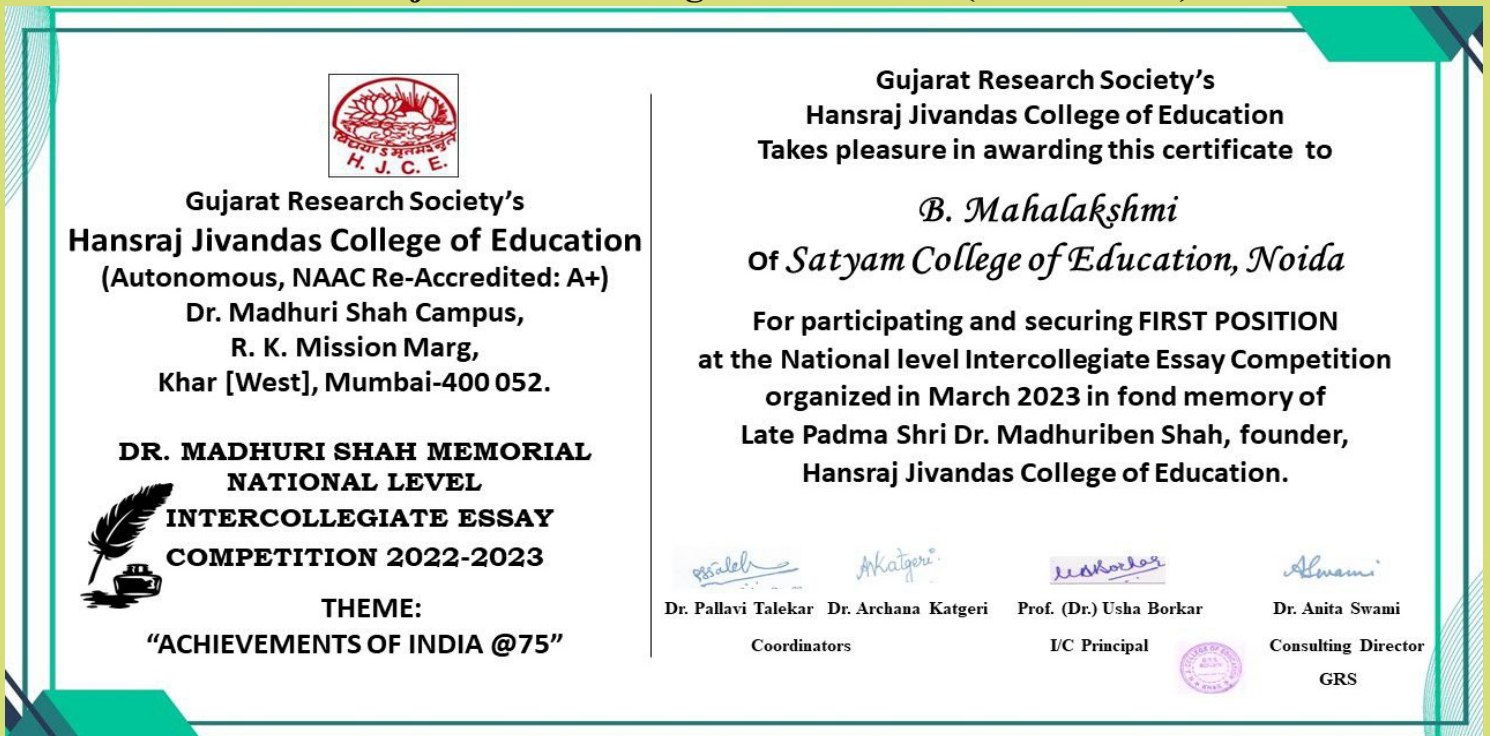 H. J. C. E.
Gujarat Research Society’s
Hansraj Jivandas College of Education
(Autonomous, NAAC Re-Accredited: A+)
Dr. Madhuri Shah Campus,
R. K. Mission Marg,
Khar [West], Mumbai-400 052.
DR. MADHURI SHAH MEMORIAL
NATIONAL LEVEL
INTERCOLLEGIATE ESSAY
COMPETITION 2022-2023
THEME:
“ACHIEVEMENTS OF INDIA @75”
Gujarat Research Society’s
Hansraj Jivandas College of Education
Takes pleasure in awarding this certificate to
B. Mahalakshmi
Of Satyam College of Education, Noida
For participating and securing FIRST POSITION
at the National level Intercollegiate Essay Competition
organized in March 2023 in fond memory of
Late Padma Shri Dr. Madhuriben Shah, founder,
Hansraj Jivandas College of Education.
AKatgeri
ASwami
Dr. Pallavi Talekar Dr. Archana Katgeri Prof. (Dr.) Usha Borkar Dr. Anita Swami
Coordinators I/C Principal Consulting Director
GRS